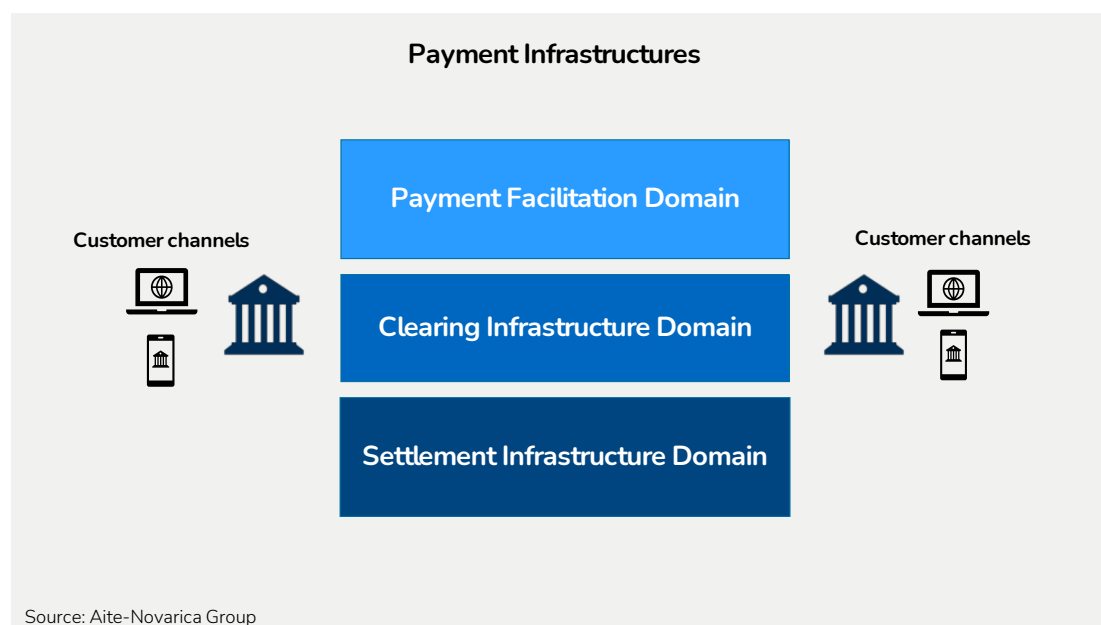 Payment Infrastructures
Payment Facilitation Domain
Customer channels
Customer channels
Clearing Infrastructure Domain
Settlement Infrastructure Domain
Source: Aite-Novarica Group